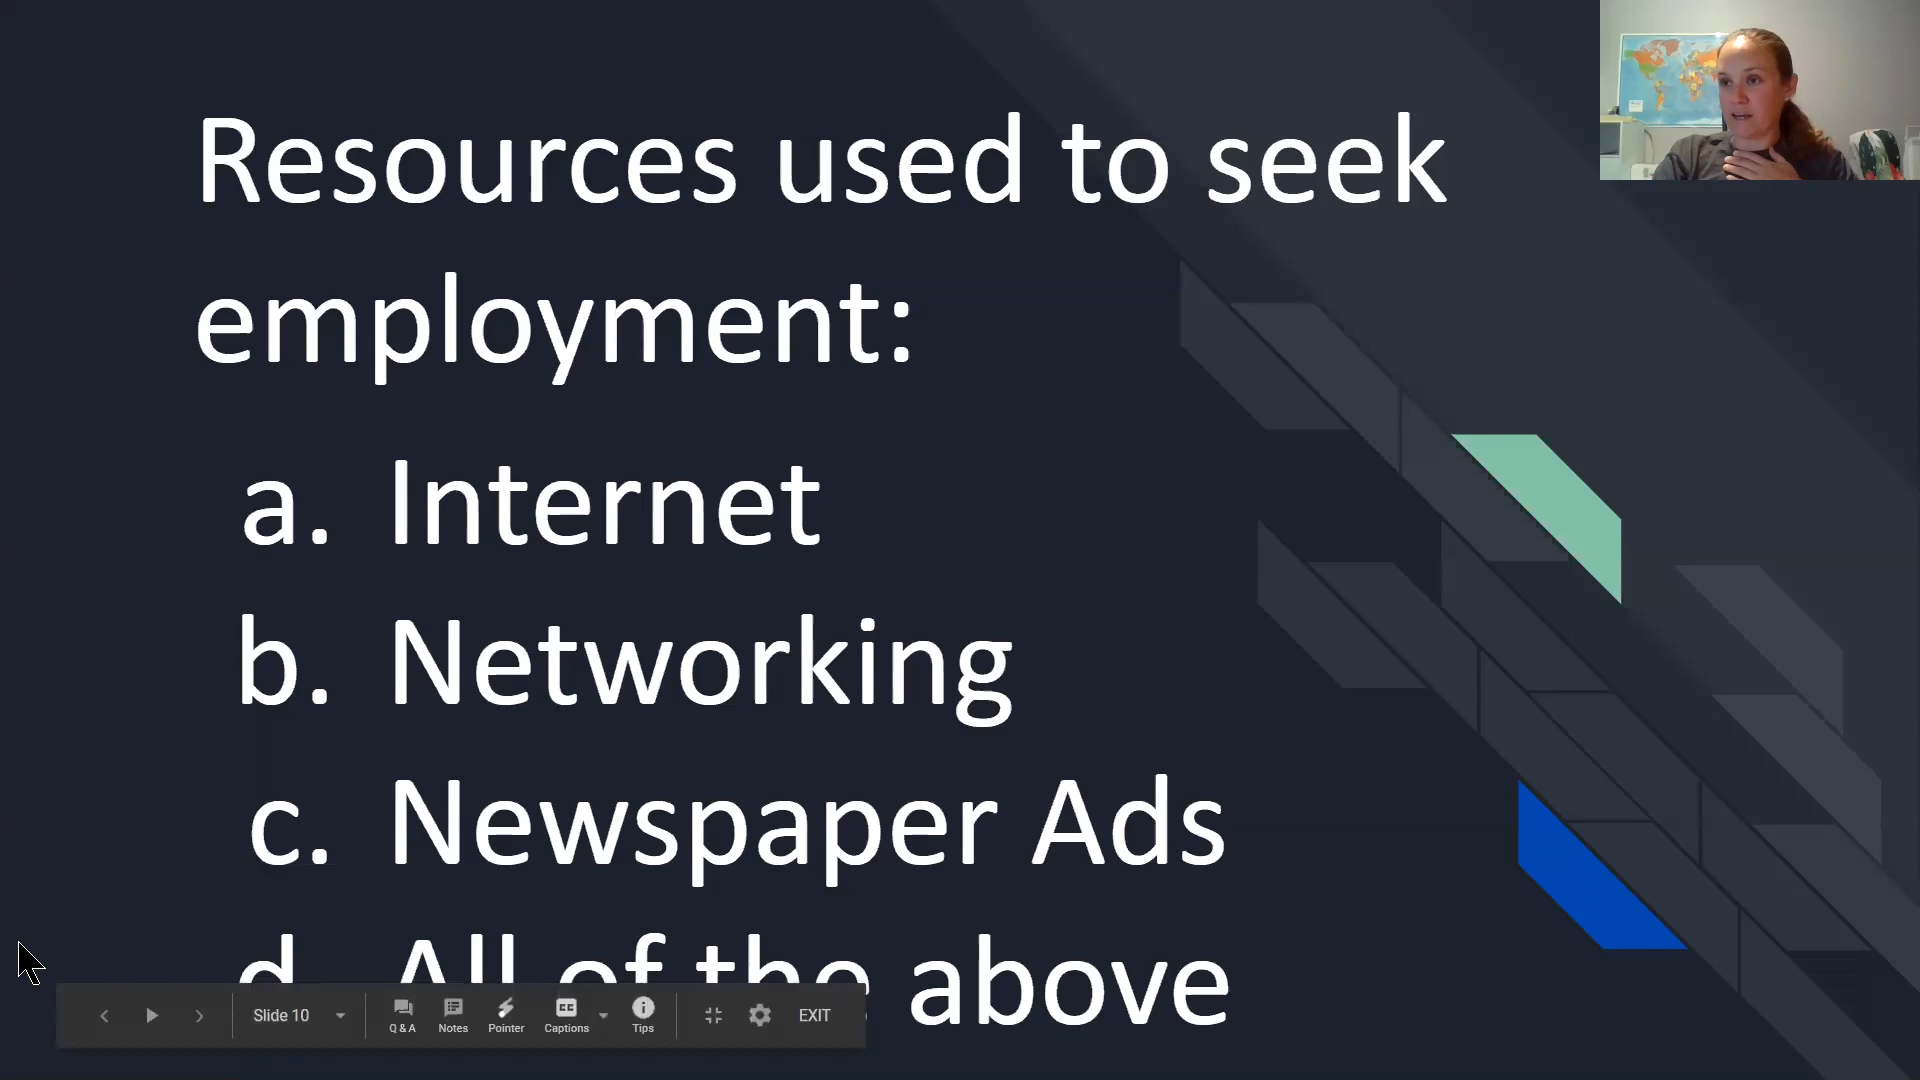 Resources used to seek
employment:
a. Internet
b. Networking
c. Newspaper Ads
d. All of the above
Slide 10
Q & A
Notes
Pointer
CC
Captions
Tips
EXIT